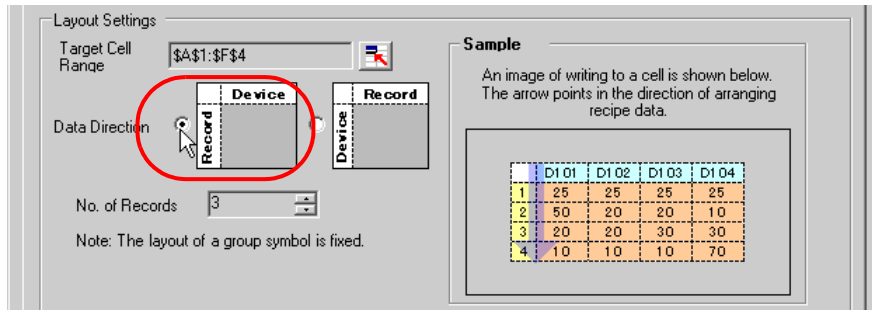 Layout Settings
Target Cell
Range
$A$1:$F$4
Data Direction
Device
Record
Record
Device
No. of Records
3
Note: The layout of a group symbol is fixed.
Sample
An image of writing to a cell is shown below.
The arrow points in the direction of arranging
recipe data.
D101 D102 D103 D104
1 25 25 25 25
2 50 20 20 10
3 20 20 30 30
4 10 10 10 70